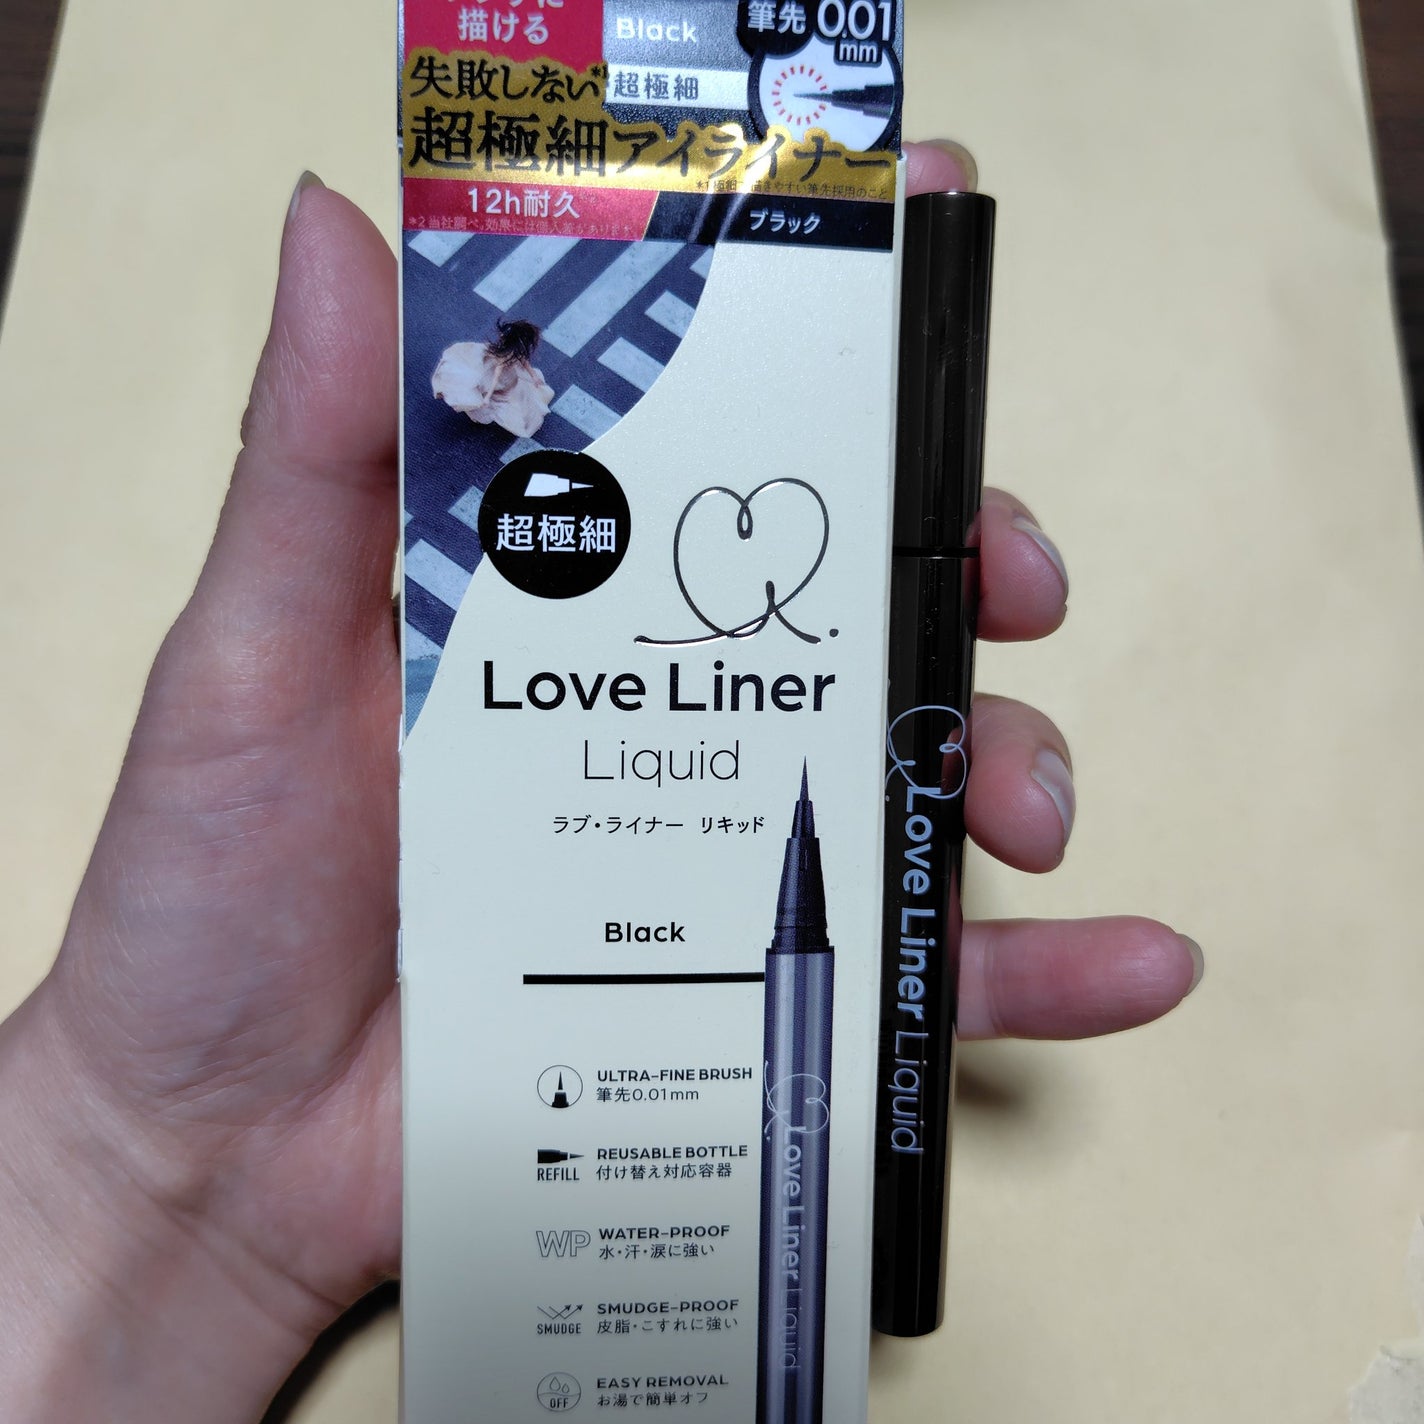 描ける
Black
筆先 0.01
mm
失敗しない*1
超極細
超極細アイライナー
12h耐久
ブラック
超極細
Love Liner
Liquid
ラブ・ライナー リキッド
Black
ULTRA-FINE BRUSH
筆先0.01mm
REFILL
REUSABLE BOTTLE
付け替え対応容器
WP
WATER-PROOF
水・汗・涙に強い
SMUDGE
SMUDGE-PROOF
皮脂・こすれに強い
OFF
EASY REMOVAL
お湯で簡単オフ
Love Liner Liquid
Love Liner Liquid